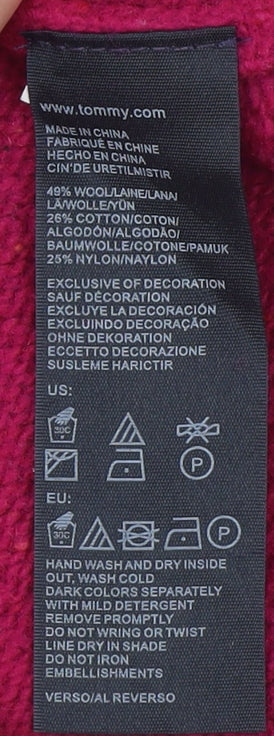 www.tommy.com
MADE IN CHINA
FABRIQUÉ EN CHINE
HECHO EN CHINA
CIN'DE URETILMISTIR
49% WOOL/LAINE/LANA/
LÃ/WOLLE/YÜN
26% COTTON/COTON/
ALGODÓN/ALGODÃO/
BAUMWOLLE/COTONE/PAMUK
25% NYLON/NAYLON
EXCLUSIVE OF DECORATION
SAUF DÉCORATION
EXCLUYE LA DECORACIÓN
EXCLUINDO DECORAÇÃO
OHNE DEKORATION
ECCETTO DECORAZIONE
SUSLEME HARICTIR
US:
30C
P
EU:
30C P
HAND WASH AND DRY INSIDE
OUT, WASH COLD
DARK COLORS SEPARATELY
WITH MILD DETERGENT
REMOVE PROMPTLY
DO NOT WRING OR TWIST
LINE DRY IN SHADE
DO NOT IRON
EMBELLISHMENTS
VERSO/AL REVERSO